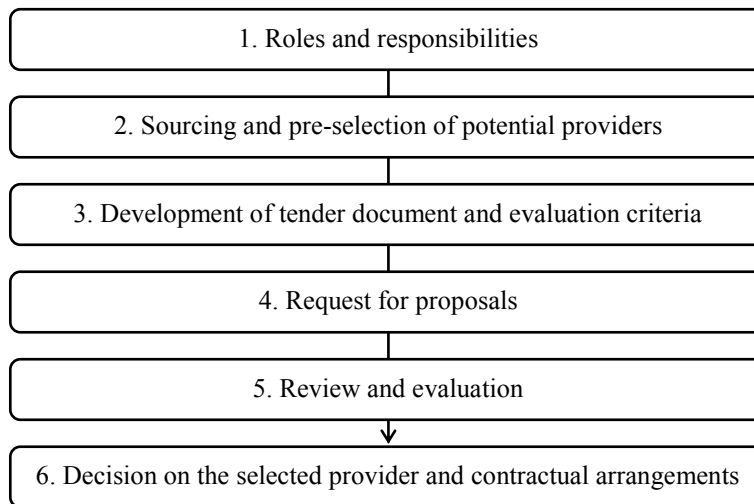 1. Roles and responsibilities
2. Sourcing and pre-selection of potential providers
3. Development of tender document and evaluation criteria
4. Request for proposals
5. Review and evaluation
6. Decision on the selected provider and contractual arrangements